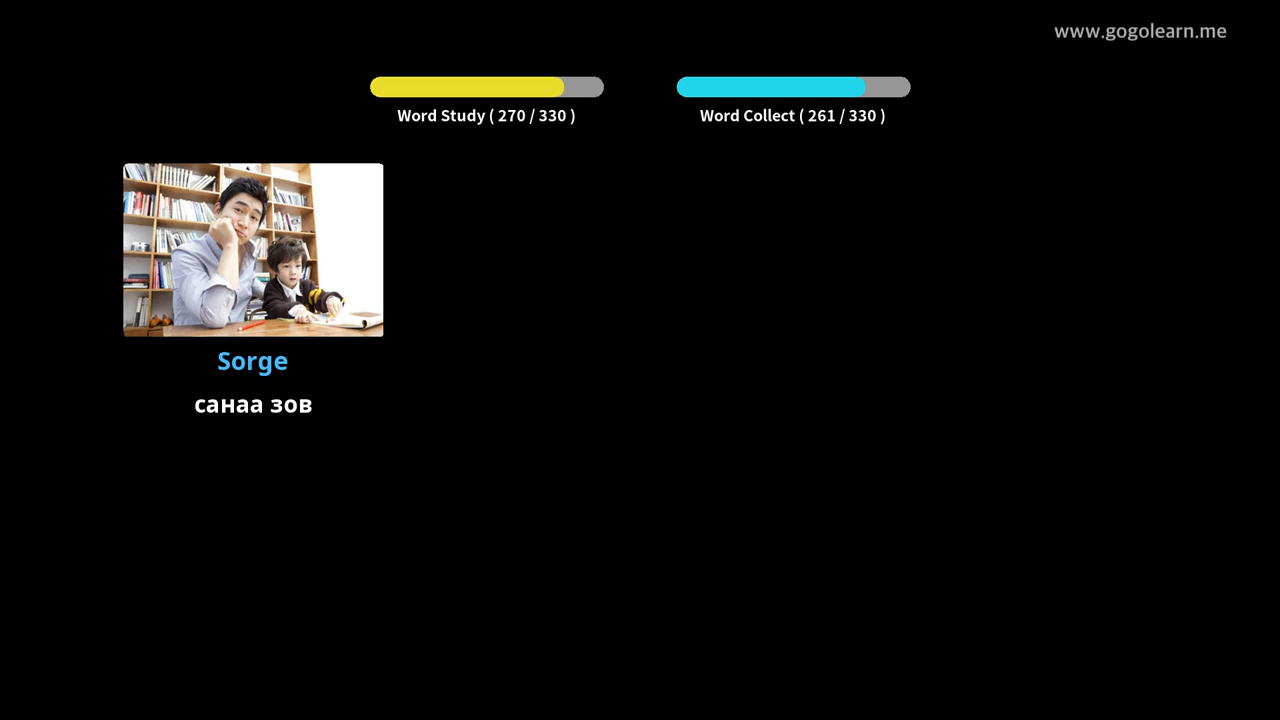 www.gogolearn.me
Word Study ( 270 / 330 )
Word Collect ( 261 / 330 )
Sorge
санаа зов